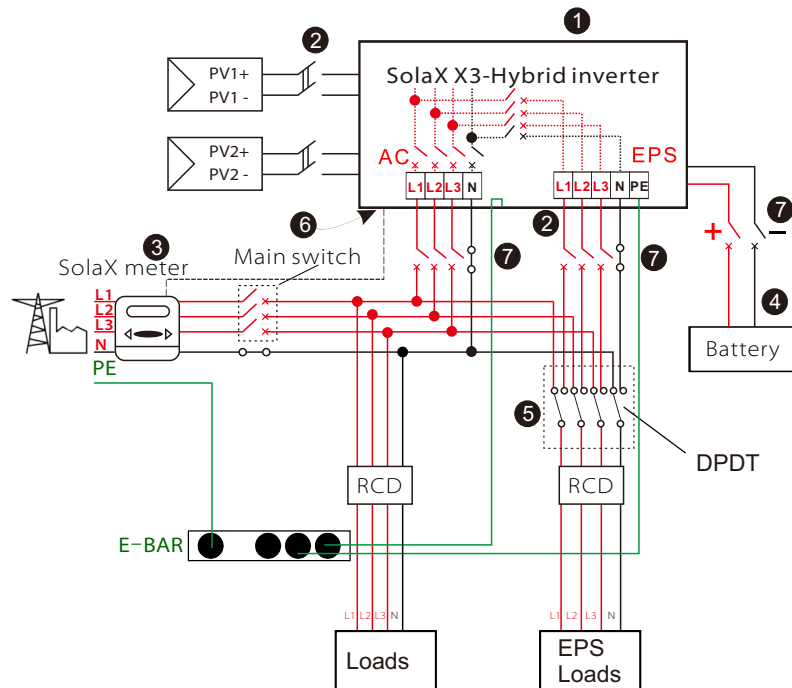 1
2
PV1+
PV1 -
SolaX X3-Hybrid inverter
PV2+
PV2 -
AC
EPS
L1 L2 L3 N
L1 L2 L3 N PE
6
7
2
7
+
7
−
3
SolaX meter
Main switch
4
L1
L2
L3
N
PE
Battery
5
DPDT
RCD
RCD
E-BAR
L1 L2 L3 N
L1 L2 L3 N
Loads
EPS
Loads